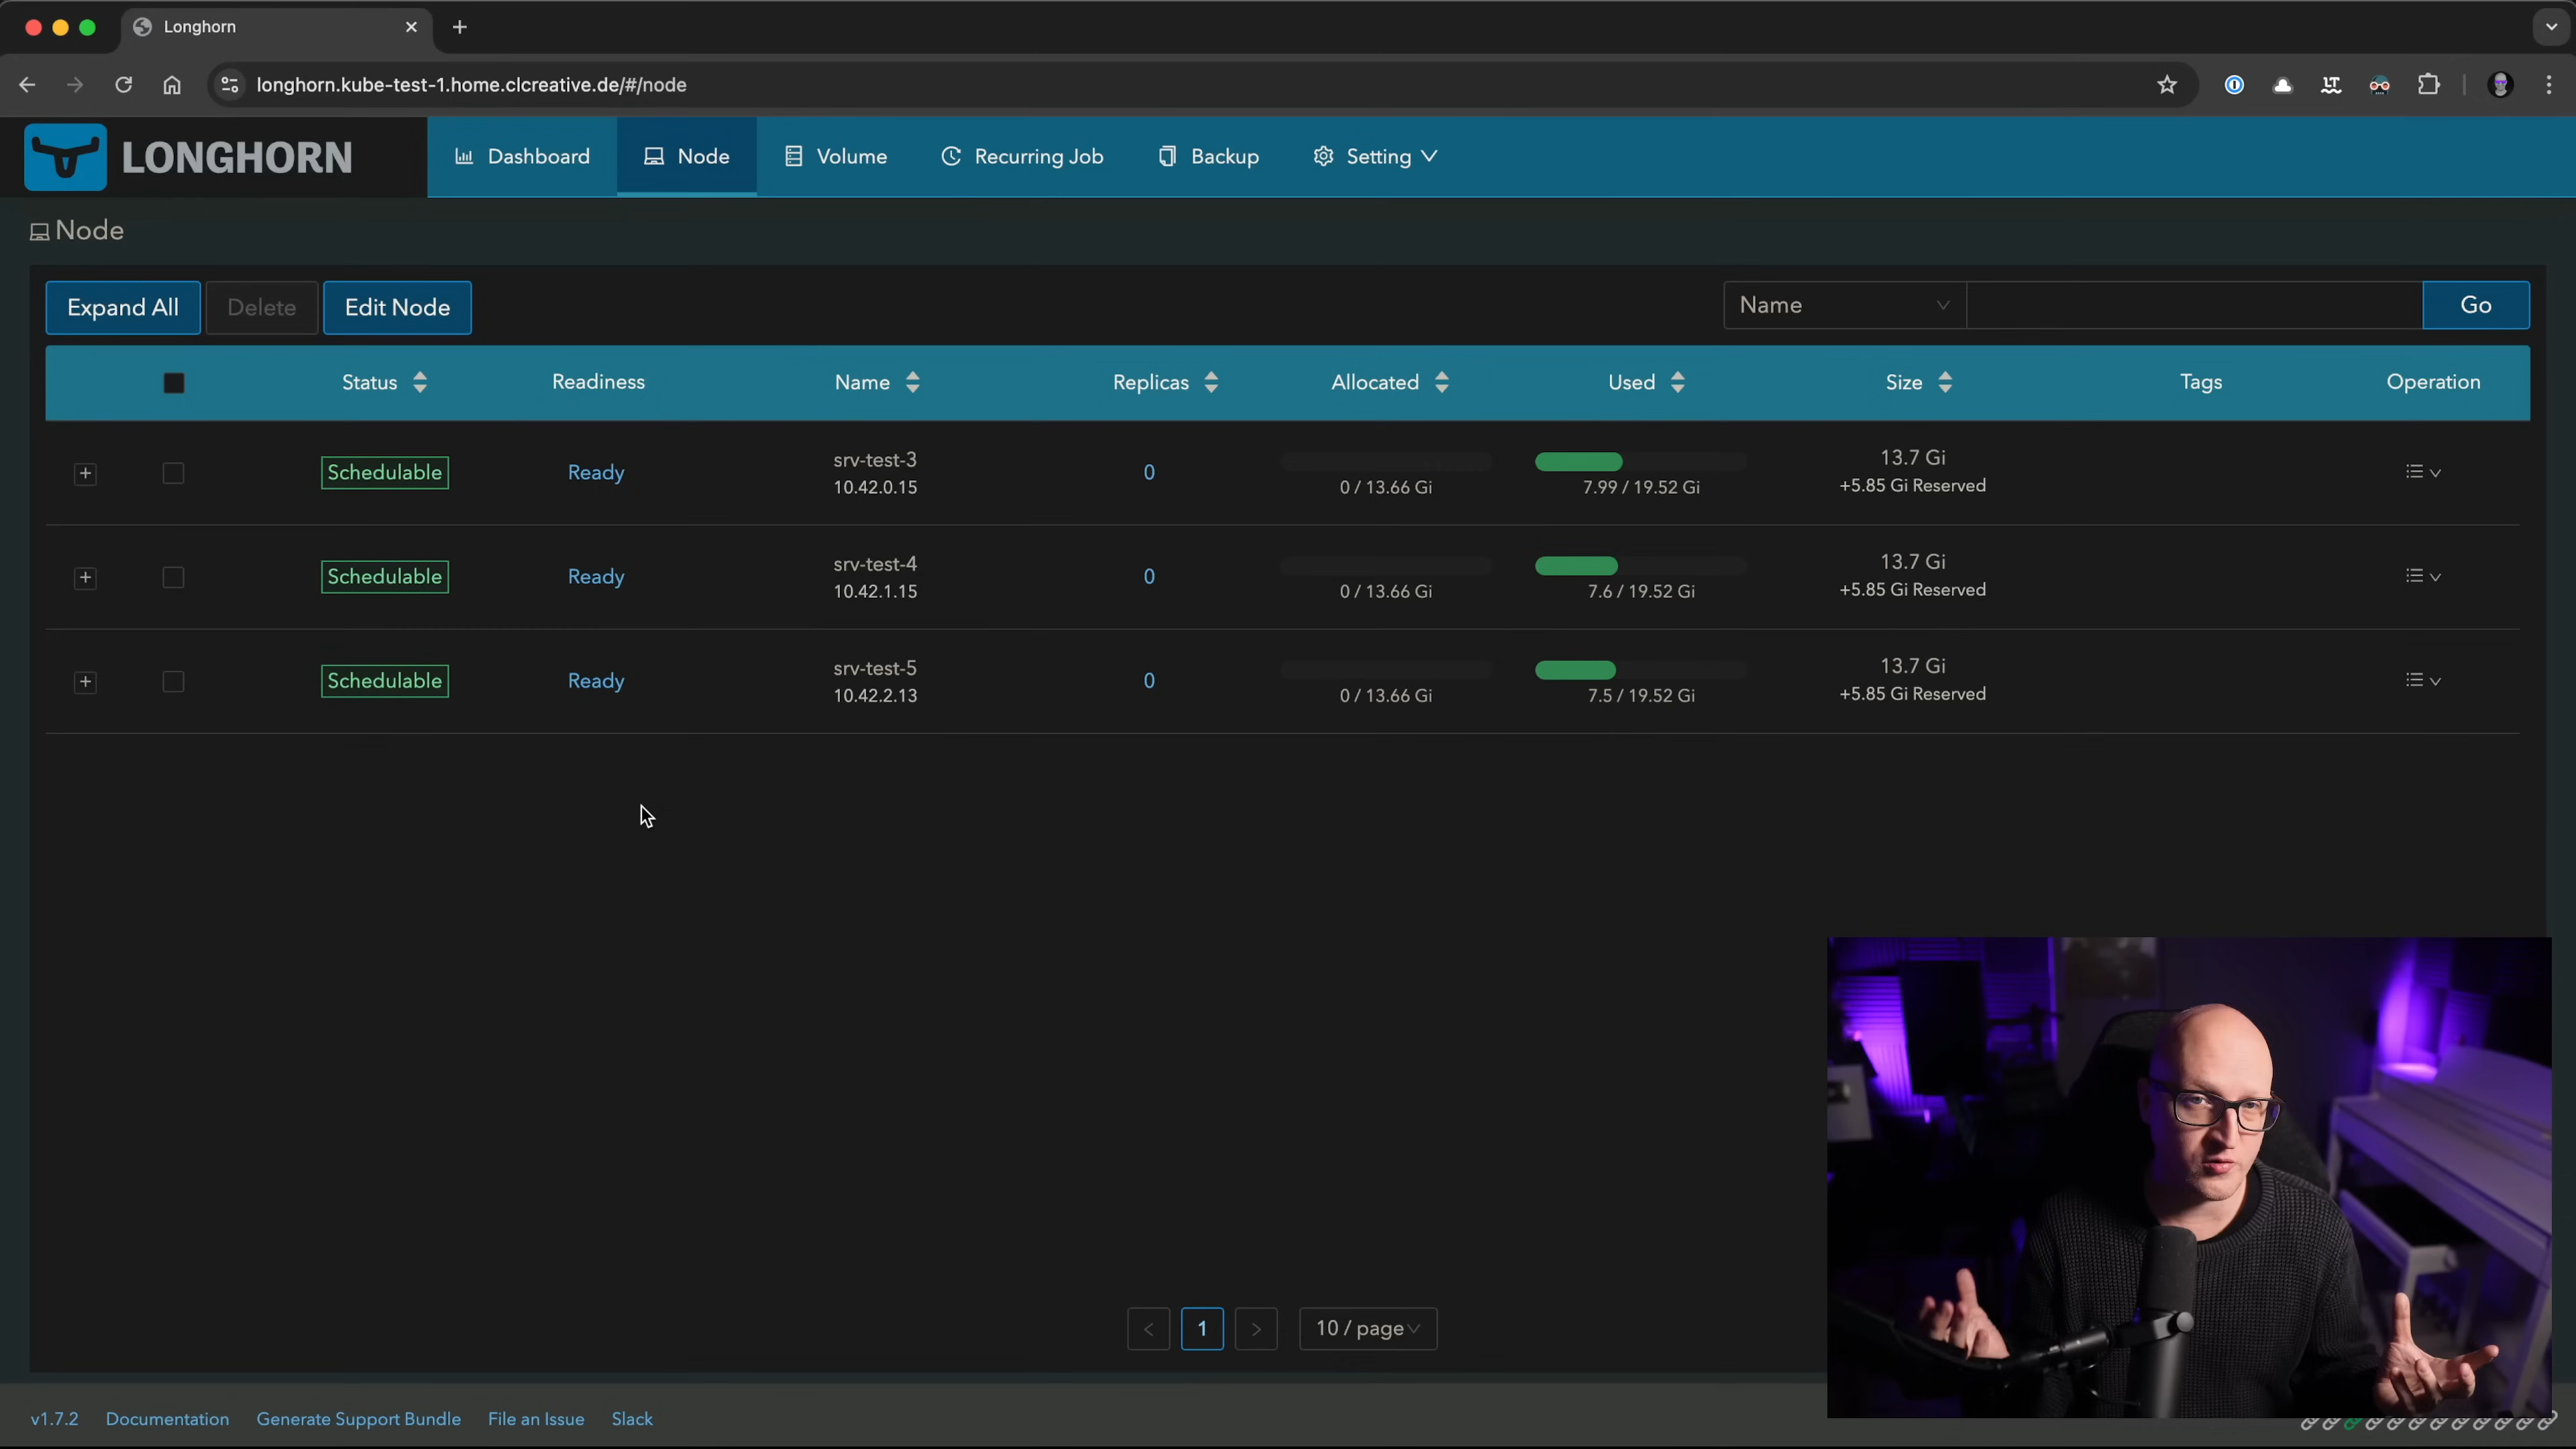 Longhorn
longhorn.kube-test-1.home.clcreative.de/#/node
LONGHORN
Dashboard
Node
Volume
Recurring Job
Backup
Setting
Node
Expand All
Delete
Edit Node
Name
Go
Status
Readiness
Name
Replicas
Allocated
Used
Size
Tags
Operation
Schedulable
Ready
srv-test-3
10.42.0.15
0
0 / 13.66 Gi
7.99 / 19.52 Gi
13.7 Gi
+5.85 Gi Reserved
Schedulable
Ready
srv-test-4
10.42.1.15
0
0 / 13.66 Gi
7.6 / 19.52 Gi
13.7 Gi
+5.85 Gi Reserved
Schedulable
Ready
srv-test-5
10.42.2.13
0
0 / 13.66 Gi
7.5 / 19.52 Gi
13.7 Gi
+5.85 Gi Reserved
1
10 / page
v1.7.2
Documentation
Generate Support Bundle
File an Issue
Slack